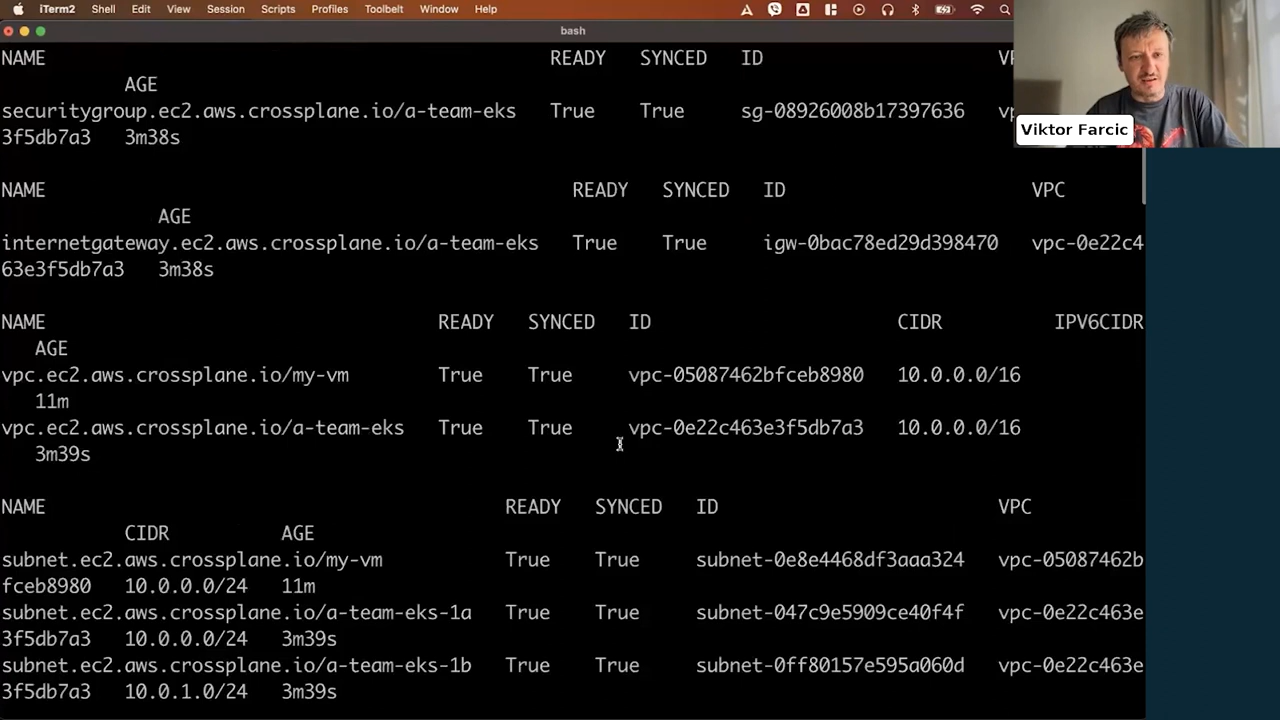 iTerm2 Shell Edit View Session Scripts Profiles Toolbelt Window Help
bash
NAME READY SYNCED ID VP
AGE
securitygroup.ec2.aws.crossplane.io/a-team-eks True True sg-08926008b17397636 vp
3f5db7a3 3m38s
NAME READY SYNCED ID VPC
AGE
internetgateway.ec2.aws.crossplane.io/a-team-eks True True igw-0bac78ed29d398470 vpc-0e22c4
63e3f5db7a3 3m38s
NAME READY SYNCED ID CIDR IPV6CIDR
AGE
vpc.ec2.aws.crossplane.io/my-vm True True vpc-05087462bfceb8980 10.0.0.0/16
11m
vpc.ec2.aws.crossplane.io/a-team-eks True True vpc-0e22c463e3f5db7a3 10.0.0.0/16
3m39s
NAME READY SYNCED ID VPC
CIDR AGE
subnet.ec2.aws.crossplane.io/my-vm True True subnet-0e8e4468df3aaa324 vpc-05087462b
fceb8980 10.0.0.0/24 11m
subnet.ec2.aws.crossplane.io/a-team-eks-1a True True subnet-047c9e5909ce40f4f vpc-0e22c463e
3f5db7a3 10.0.0.0/24 3m39s
subnet.ec2.aws.crossplane.io/a-team-eks-1b True True subnet-0ff80157e595a060d vpc-0e22c463e
3f5db7a3 10.0.1.0/24 3m39s
Viktor Farcic